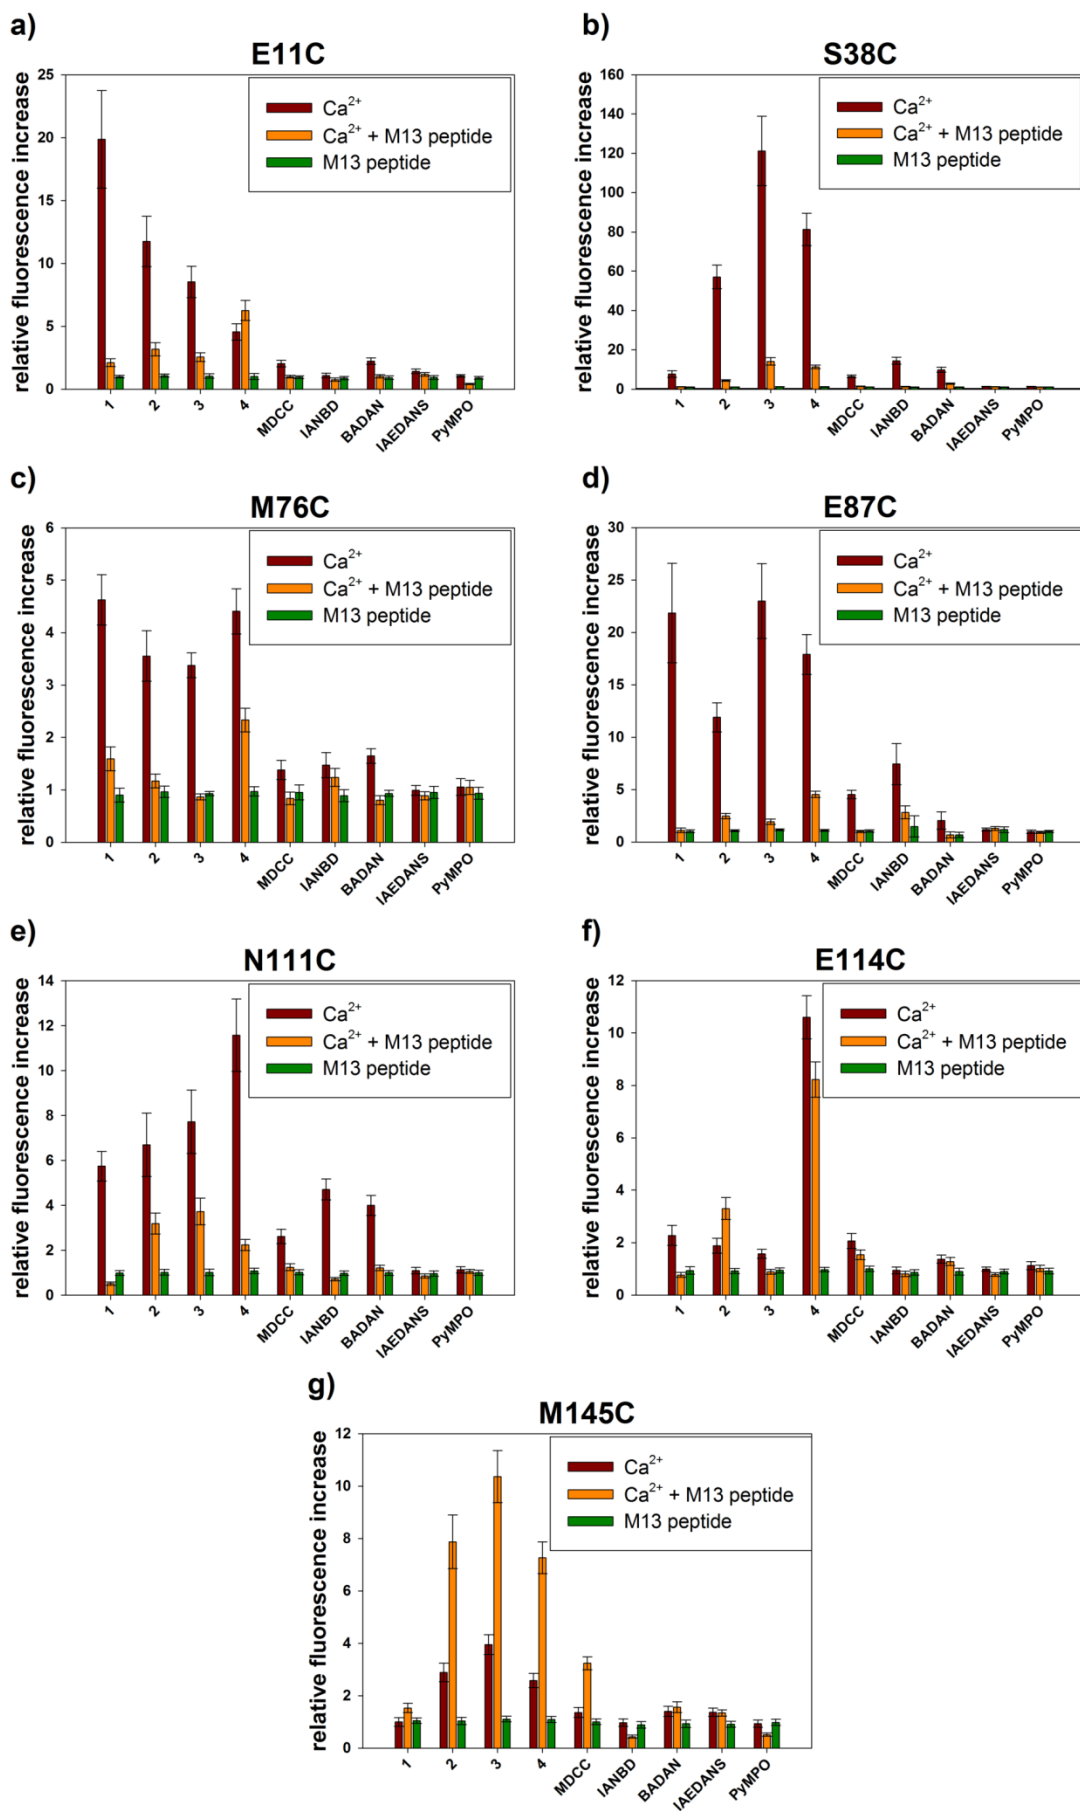 a)
E11C
relative fluorescence increase
25
20
15
10
5
0
Ca²⁺
Ca²⁺ + M13 peptide
M13 peptide
1 2 3 4 MDCC IANBD BADAN IAEDANS PyMPO
b)
S38C
relative fluorescence increase
160
140
120
100
80
60
40
20
0
Ca²⁺
Ca²⁺ + M13 peptide
M13 peptide
1 2 3 4 MDCC IANBD BADAN IAEDANS PyMPO
c)
M76C
relative fluorescence increase
6
5
4
3
2
1
0
Ca²⁺
Ca²⁺ + M13 peptide
M13 peptide
1 2 3 4 MDCC IANBD BADAN IAEDANS PyMPO
d)
E87C
relative fluorescence increase
30
25
20
15
10
5
0
Ca²⁺
Ca²⁺ + M13 peptide
M13 peptide
1 2 3 4 MDCC IANBD BADAN IAEDANS PyMPO
e)
N111C
relative fluorescence increase
14
12
10
8
6
4
2
0
Ca²⁺
Ca²⁺ + M13 peptide
M13 peptide
1 2 3 4 MDCC IANBD BADAN IAEDANS PyMPO
f)
E114C
relative fluorescence increase
12
10
8
6
4
2
0
Ca²⁺
Ca²⁺ + M13 peptide
M13 peptide
1 2 3 4 MDCC IANBD BADAN IAEDANS PyMPO
g)
M145C
relative fluorescence increase
12
10
8
6
4
2
0
Ca²⁺
Ca²⁺ + M13 peptide
M13 peptide
1 2 3 4 MDCC IANBD BADAN IAEDANS PyMPO